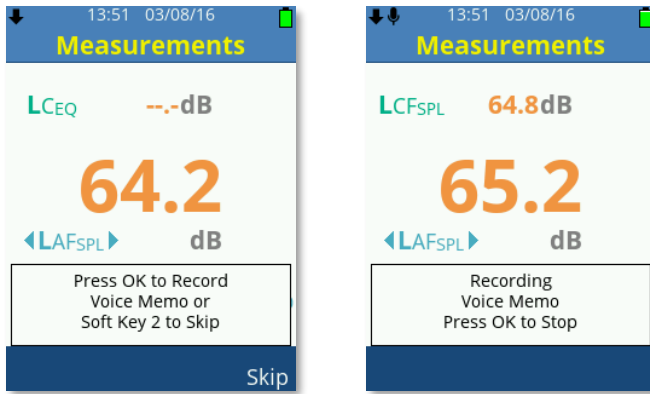 13:51 03/08/16
Measurements
LCEQ --.-dB
64.2
LAFSPL dB
Press OK to Record
Voice Memo or
Soft Key 2 to Skip
Skip
13:51 03/08/16
Measurements
LCFSPL 64.8dB
65.2
LAFSPL dB
Recording
Voice Memo
Press OK to Stop